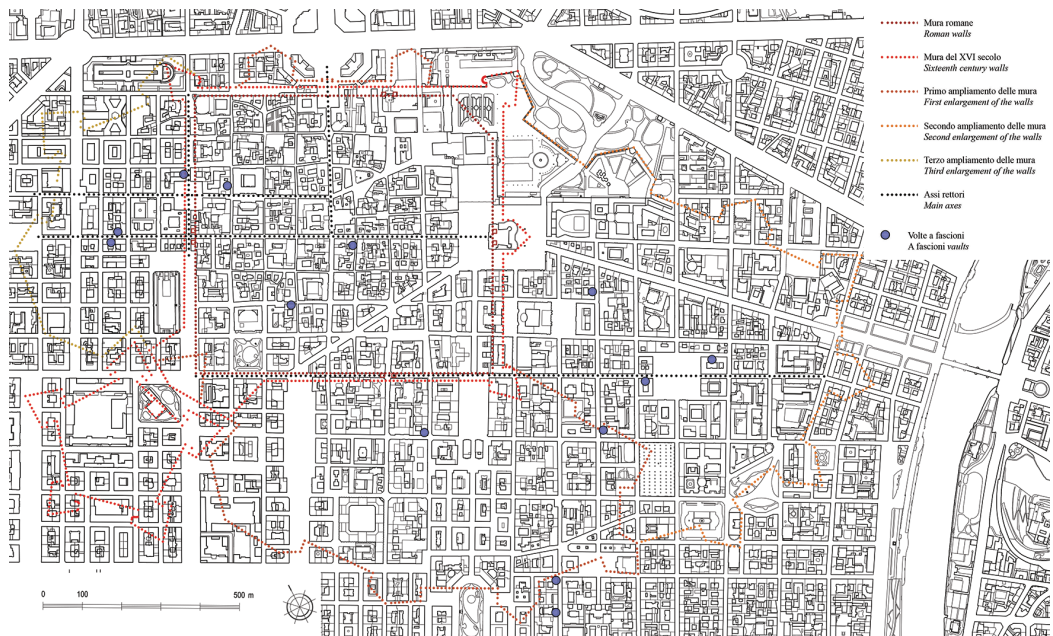 Mura romane
Roman walls
Mura del XVI secolo
Sixteenth century walls
Primo ampliamento delle mura
First enlargement of the walls
Secondo ampliamento delle mura
Second enlargement of the walls
Terzo ampliamento delle mura
Third enlargement of the walls
Assi rettori
Main axes
Volte a fascioni
A fascioni vaults
0 100 500 m